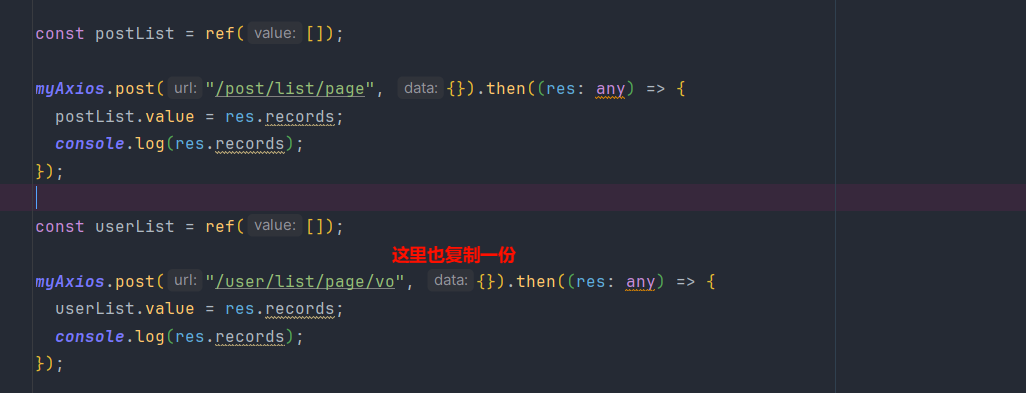 const postList = ref( value: []);
myAxios.post( url: "/post/list/page", data: {}).then((res: any) => {
postList.value = res.records;
console.log(res.records);
});
const userList = ref( value: []);
这里也复制一份
myAxios.post( url: "/user/list/page/vo", data: {}).then((res: any) => {
userList.value = res.records;
console.log(res.records);
});